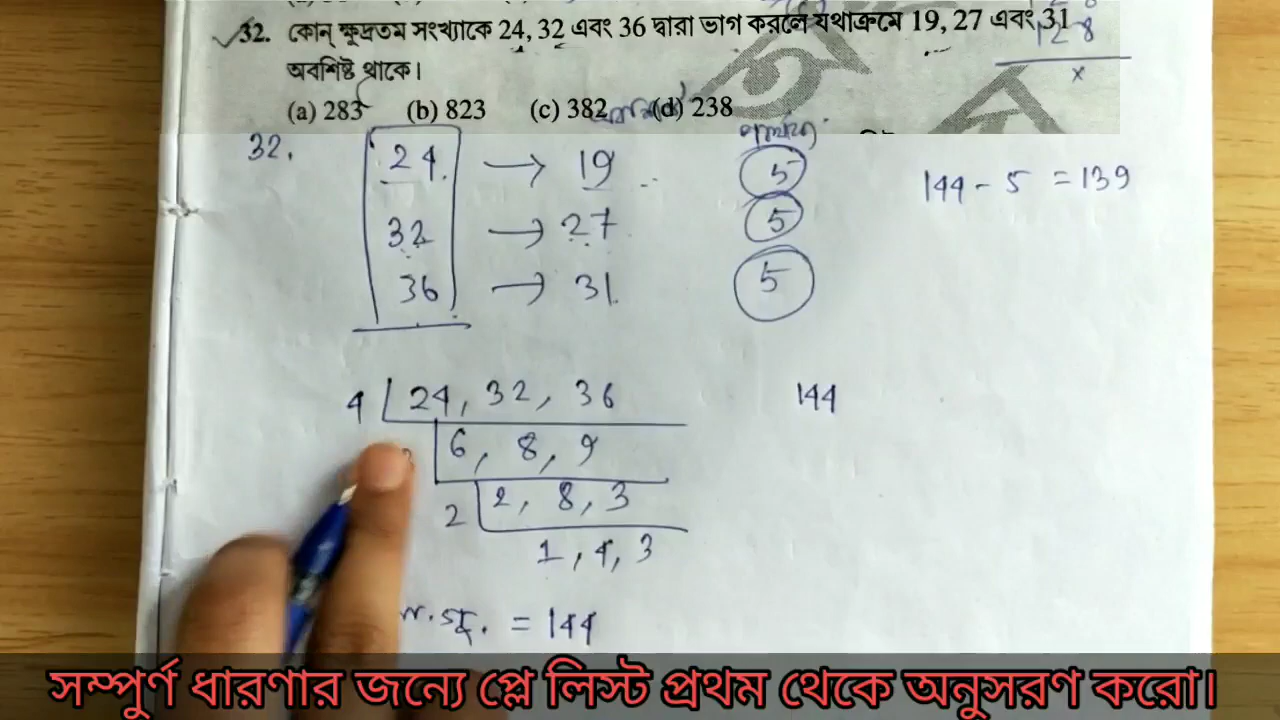 32. কোন্ ক্ষুদ্রতম সংখ্যাকে 24, 32 এবং 36 দ্বারা ভাগ করলে যথাক্রমে 19, 27 এবং 31
অবশিষ্ট থাকে।
(a) 283 (b) 823 (c) 382 (d) 238
128
x
32.
পার্থক্য
24 → 19 5
32 → 27 5
36 → 31 5
144 - 5 = 139
4 24, 32, 36
144
6, 8, 9
2 2, 8, 3
1, 4, 3
= 144
সম্পুর্ণ ধারণার জন্যে প্লে লিস্ট প্রথম থেকে অনুসরণ করো।